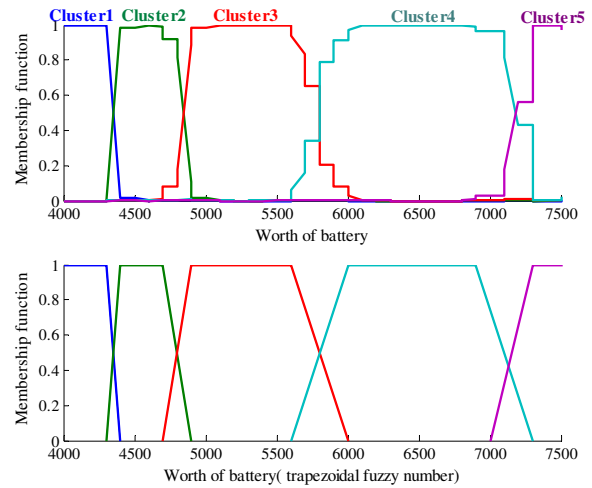 Cluster1 Cluster2 Cluster3 Cluster4 Cluster5
1
0.8
0.6
0.4
0.2
0
Membership function
4000 4500 5000 5500 6000 6500 7000 7500
Worth of battery
1
0.8
0.6
0.4
0.2
0
Membership function
4000 4500 5000 5500 6000 6500 7000 7500
Worth of battery( trapezoidal fuzzy number)